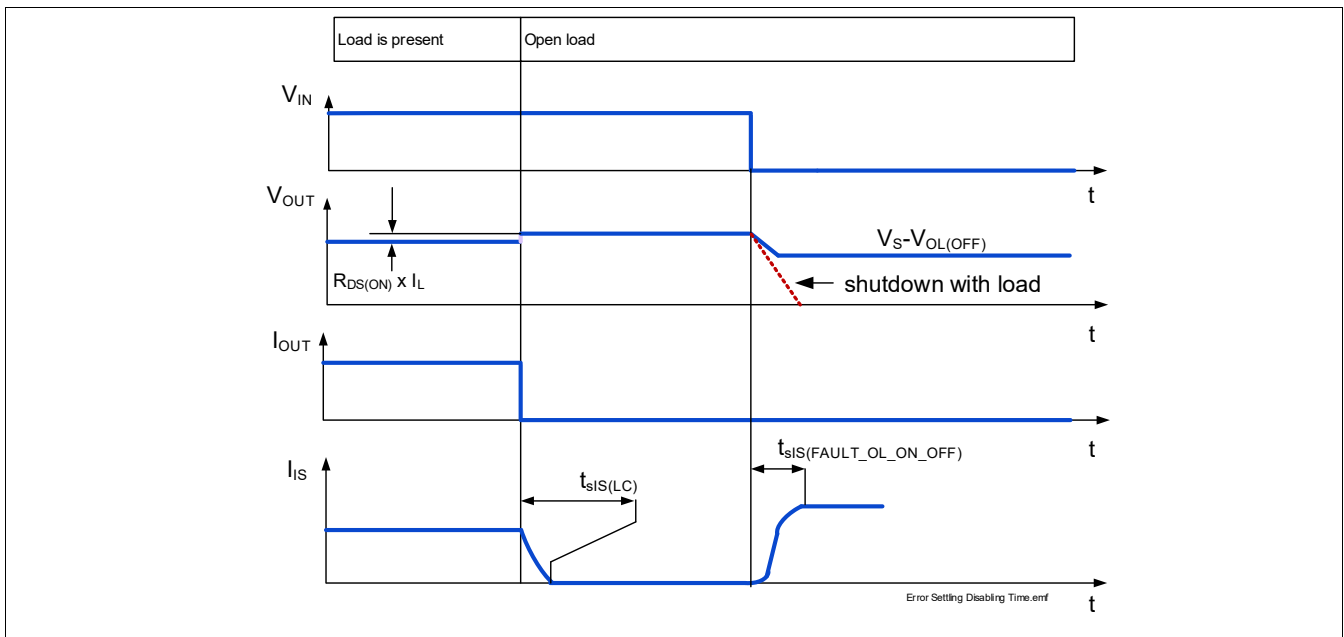 Load is present
Open load
VIN
t
VOUT
VS-VOL(OFF)
RDS(ON) x IL
shutdown with load
t
IOUT
t
tsIS(FAULT_OL_ON_OFF)
IIS
tsIS(LC)
Error Settling Disabling Time.emf
t